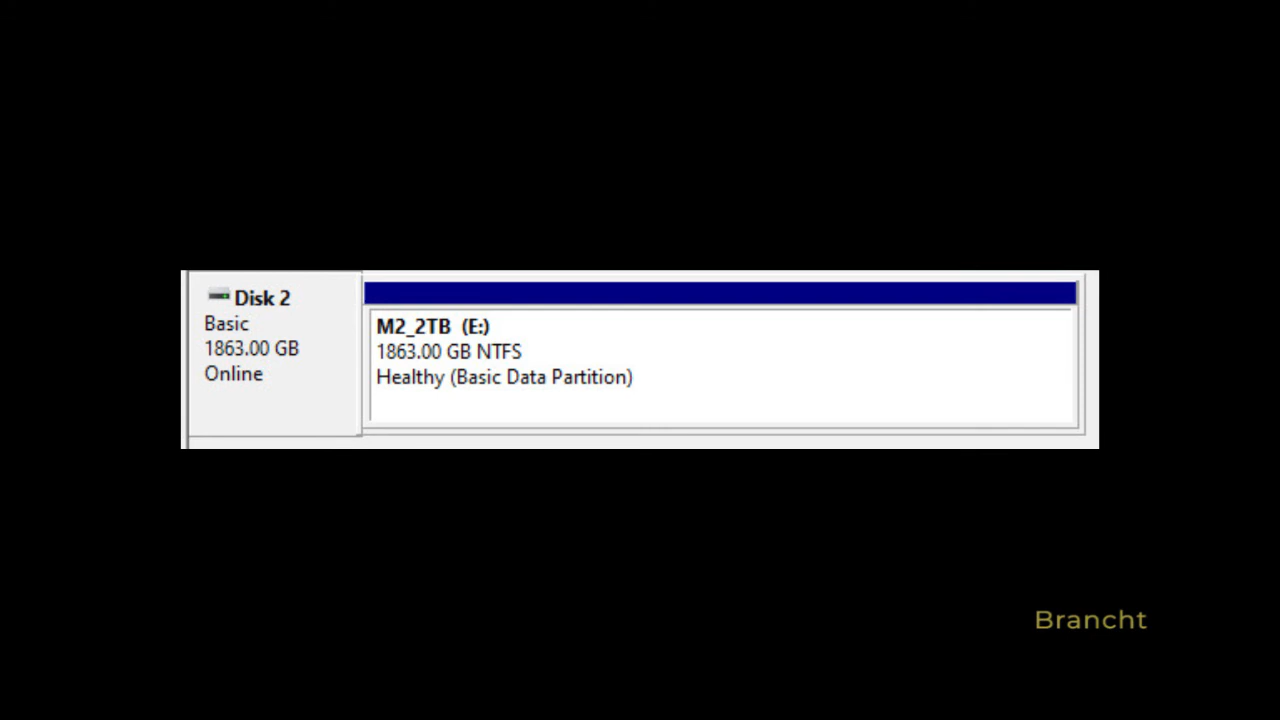 Disk 2
Basic
1863.00 GB
Online
M2_2TB (E:)
1863.00 GB NTFS
Healthy (Basic Data Partition)
Brancht